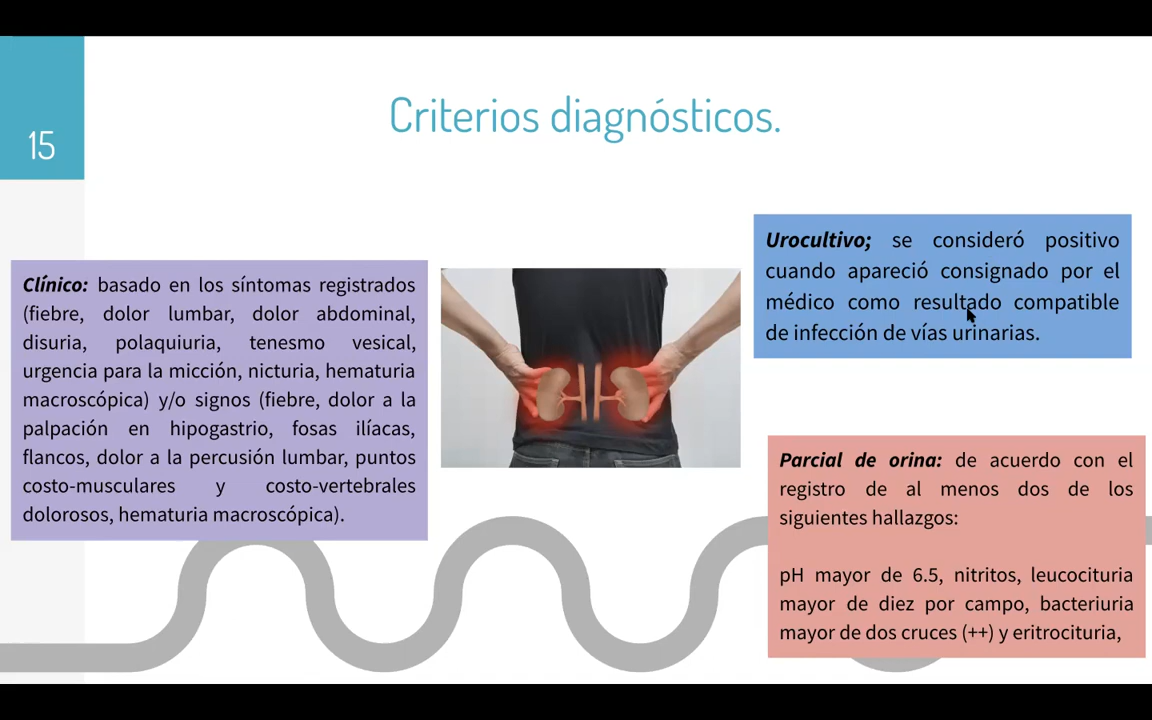 15
Criterios diagnósticos.
Clínico: basado en los síntomas registrados
(fiebre, dolor lumbar, dolor abdominal,
disuria, polaquiuria, tenesmo vesical,
urgencia para la micción, nicturia, hematuria
macroscópica) y/o signos (fiebre, dolor a la
palpación en hipogastrio, fosas ilíacas,
flancos, dolor a la percusión lumbar, puntos
costo-musculares y costo-vertebrales
dolorosos, hematuria macroscópica).
Urocultivo; se consideró positivo
cuando apareció consignado por el
médico como resultado compatible
de infección de vías urinarias.
Parcial de orina: de acuerdo con el
registro de al menos dos de los
siguientes hallazgos:
pH mayor de 6.5, nitritos, leucocituria
mayor de diez por campo, bacteriuria
mayor de dos cruces (++) y eritrocituria,